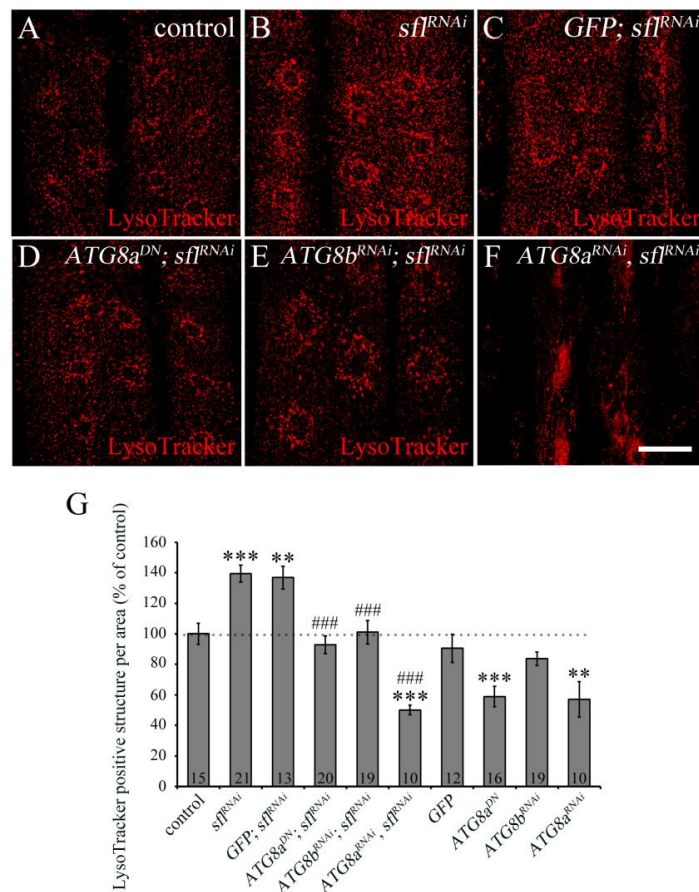 A control
B sfl^RNAi
C GFP; sfl^RNAi
LysoTracker
LysoTracker
LysoTracker
D ATG8a^DN; sfl^RNAi
E ATG8b^RNAi; sfl^RNAi
F ATG8a^RNAi, sfl^RNAi
LysoTracker
LysoTracker
G
LysoTracker positive structure per area (% of control)
160
140
120
100
80
60
40
20
0
***
**
###
###
###
***
***
**
15
21
13
20
19
10
12
16
19
10
control
sfl^RNAi
GFP; sfl^RNAi
ATG8a^DN; sfl^RNAi
ATG8b^RNAi; sfl^RNAi
ATG8a^RNAi, sfl^RNAi
GFP
ATG8a^DN
ATG8b^RNAi
ATG8a^RNAi